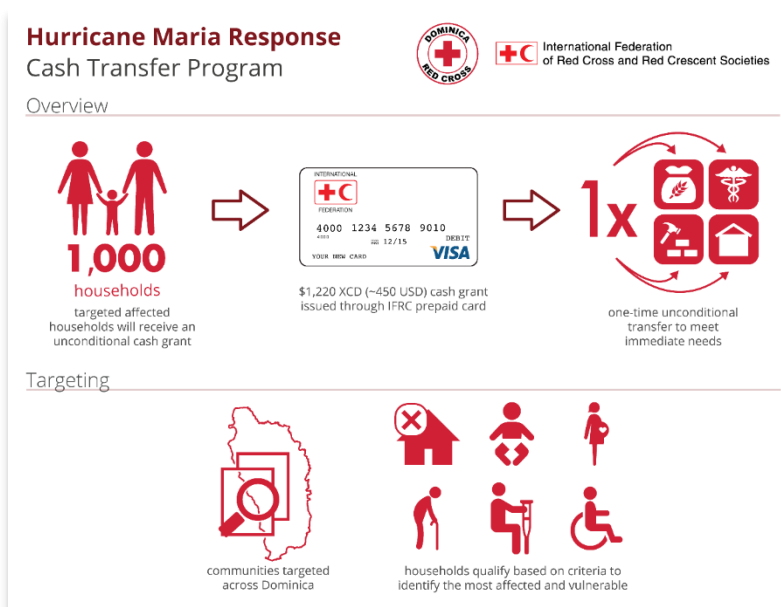 Hurricane Maria Response
Cash Transfer Program
DOMINICA
RED CROSS
International Federation
of Red Cross and Red Crescent Societies
Overview
1,000
households
targeted affected
households will receive an
unconditional cash grant
INTERNATIONAL
FEDERATION
4000 1234 5678 9010
4000
12/15
DEBIT
YOUR NEW CARD
VISA
$1,220 XCD (~450 USD) cash grant
issued through IFRC prepaid card
1x
one-time unconditional
transfer to meet
immediate needs
Targeting
communities targeted
across Dominica
households qualify based on criteria to
identify the most affected and vulnerable